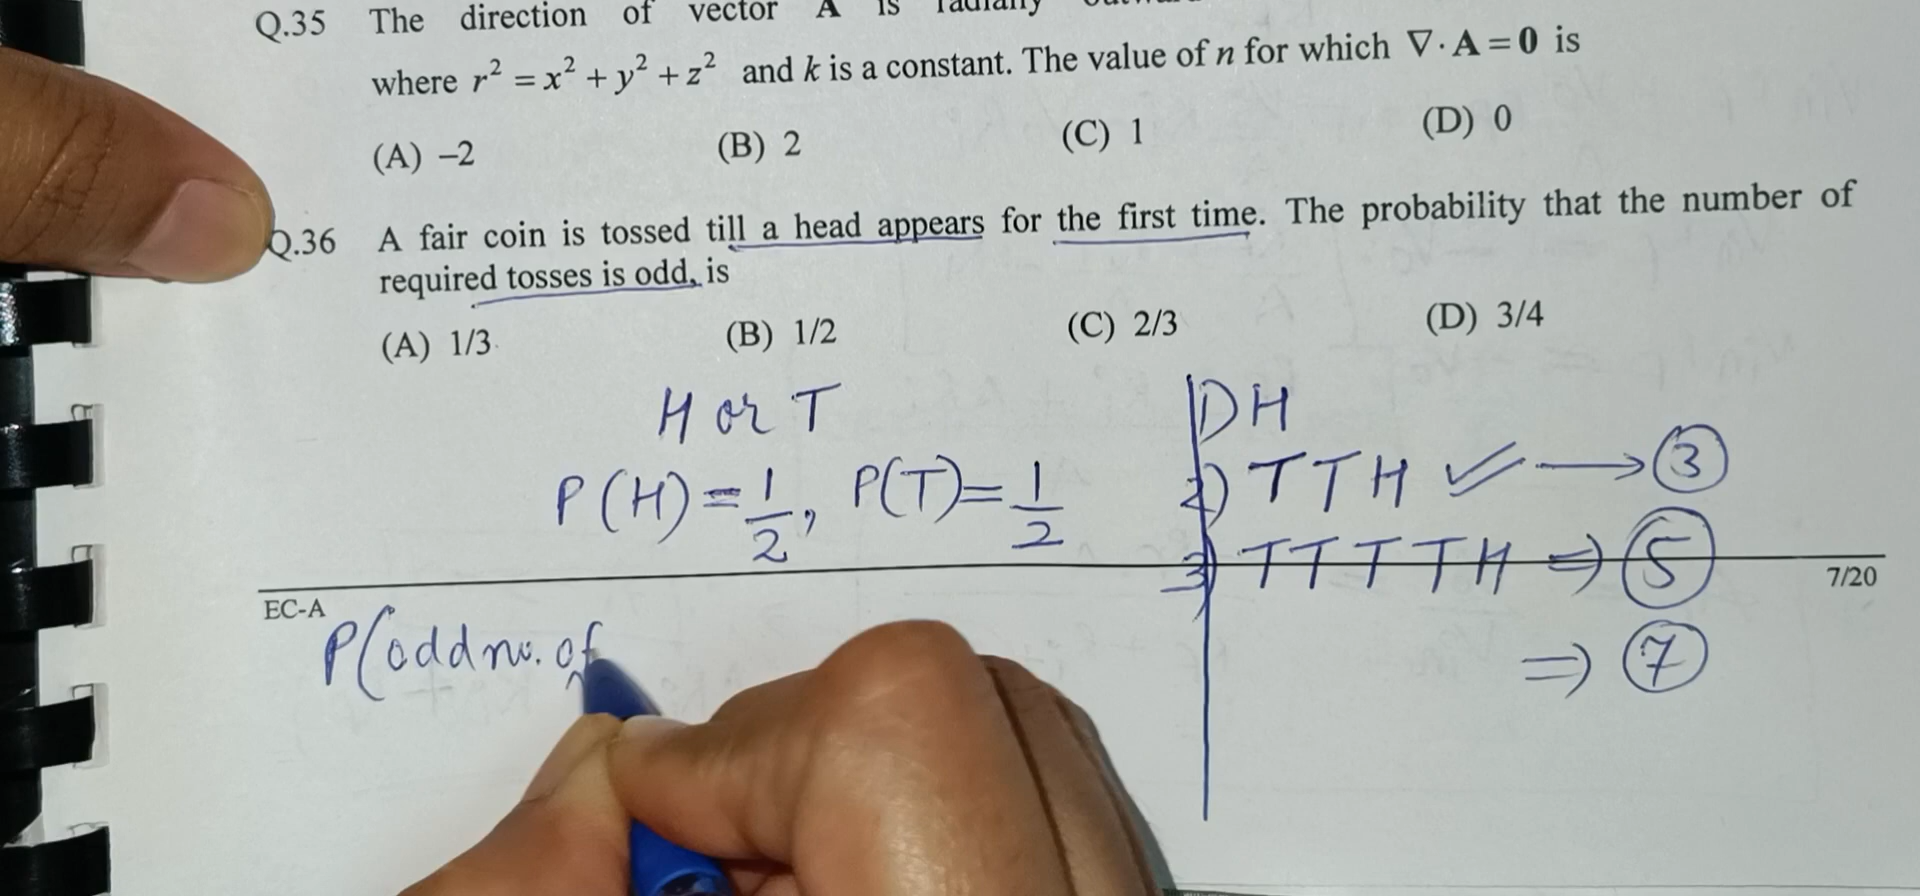 Q.35 The direction of vector A is radially
where r² = x² + y² + z² and k is a constant. The value of n for which ∇·A=0 is
(A) −2 (B) 2 (C) 1 (D) 0
Q.36 A fair coin is tossed till a head appears for the first time. The probability that the number of
required tosses is odd, is
(A) 1/3 (B) 1/2 (C) 2/3 (D) 3/4
H or T
P(H)=1/2, P(T)=1/2
1) H
2) TTH ✓ → 3
3) TTTTH ⇒ 5
⇒ 7
EC-A 7/20
P(odd no. of